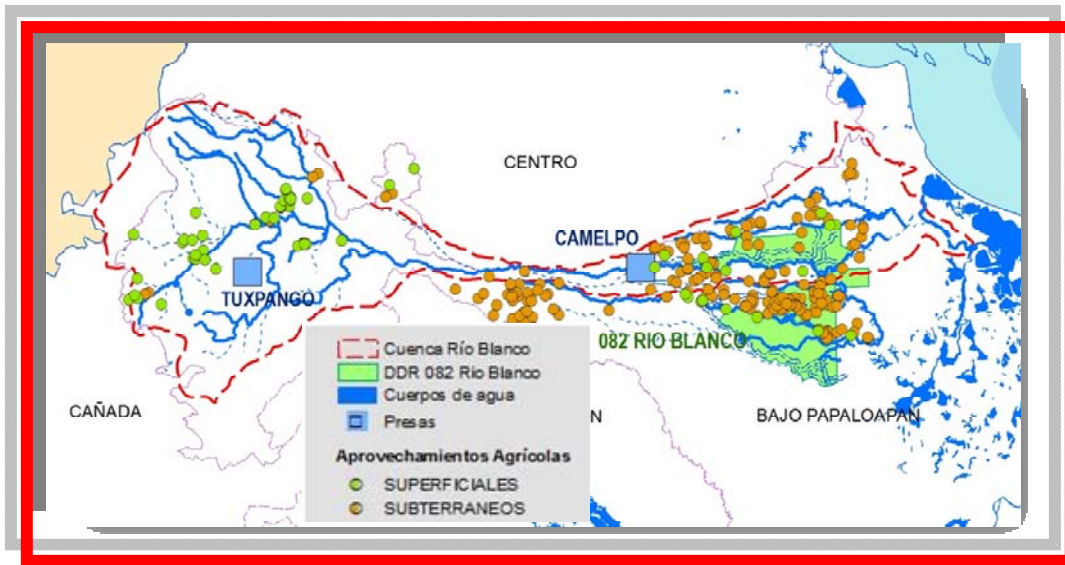 CENTRO
CAMELPO
TUXPANGO
082 RIO BLANCO
CAÑADA
N
BAJO PAPALOAPAN
Cuenca Río Blanco
DDR 082 Río Blanco
Cuerpos de agua
Presas
Aprovechamientos Agrícolas
SUPERFICIALES
SUBTERRANEOS